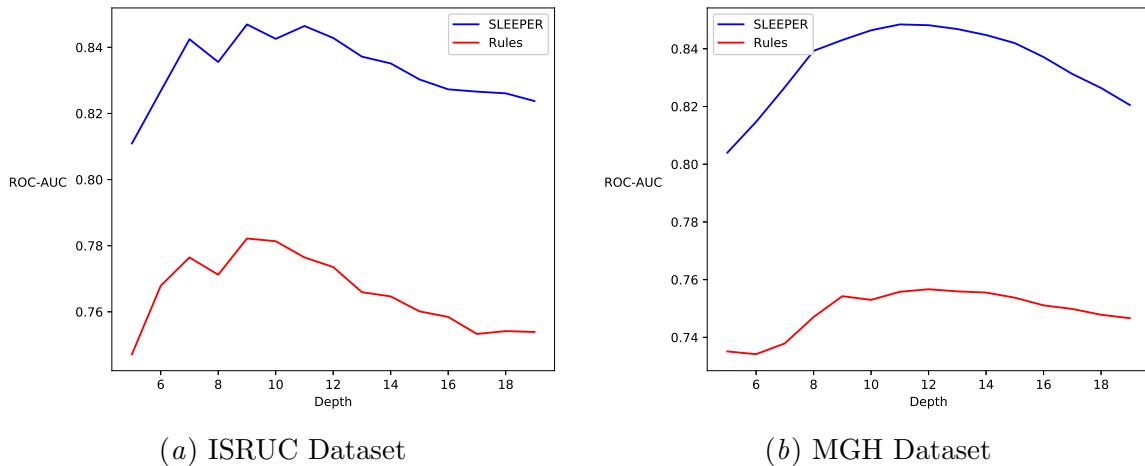 SLEEPER
Rules
0.84
0.82
0.80
0.78
0.76
ROC-AUC
6 8 10 12 14 16 18
Depth
(a) ISRUC Dataset
SLEEPER
Rules
0.84
0.82
0.80
0.78
0.76
0.74
ROC-AUC
6 8 10 12 14 16 18
Depth
(b) MGH Dataset